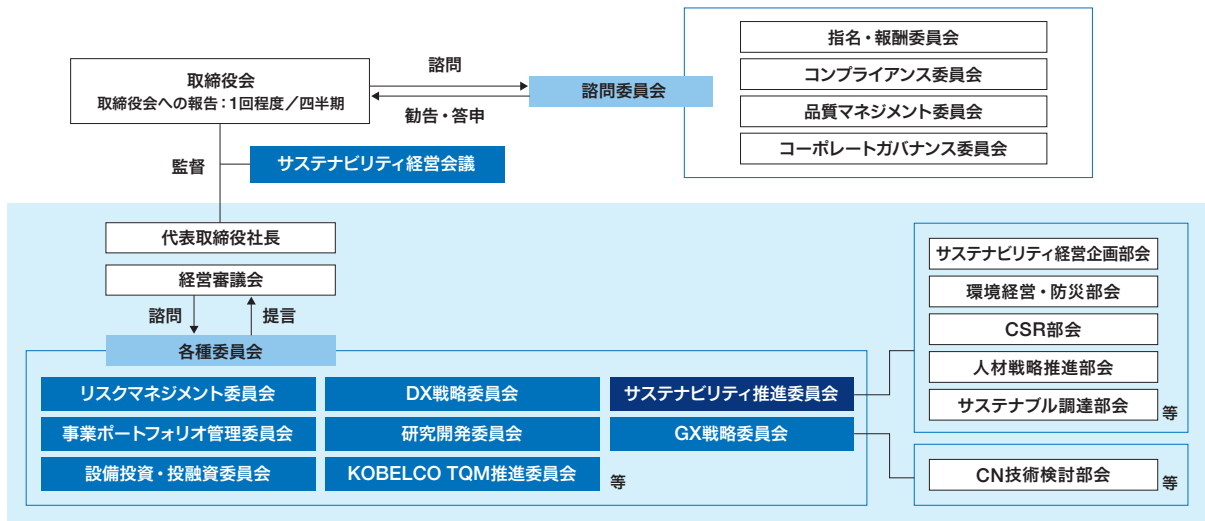 取締役会
取締役会への報告：1回程度／四半期
諮問
勧告・答申
諮問委員会
指名・報酬委員会
コンプライアンス委員会
品質マネジメント委員会
コーポレートガバナンス委員会
監督
サステナビリティ経営会議
代表取締役社長
経営審議会
諮問
提言
各種委員会
リスクマネジメント委員会
DX戦略委員会
サステナビリティ推進委員会
事業ポートフォリオ管理委員会
研究開発委員会
GX戦略委員会
設備投資・投融資委員会
KOBELCO TQM推進委員会
等
サステナビリティ経営企画部会
環境経営・防災部会
CSR部会
人材戦略推進部会
サステナブル調達部会
等
CN技術検討部会
等